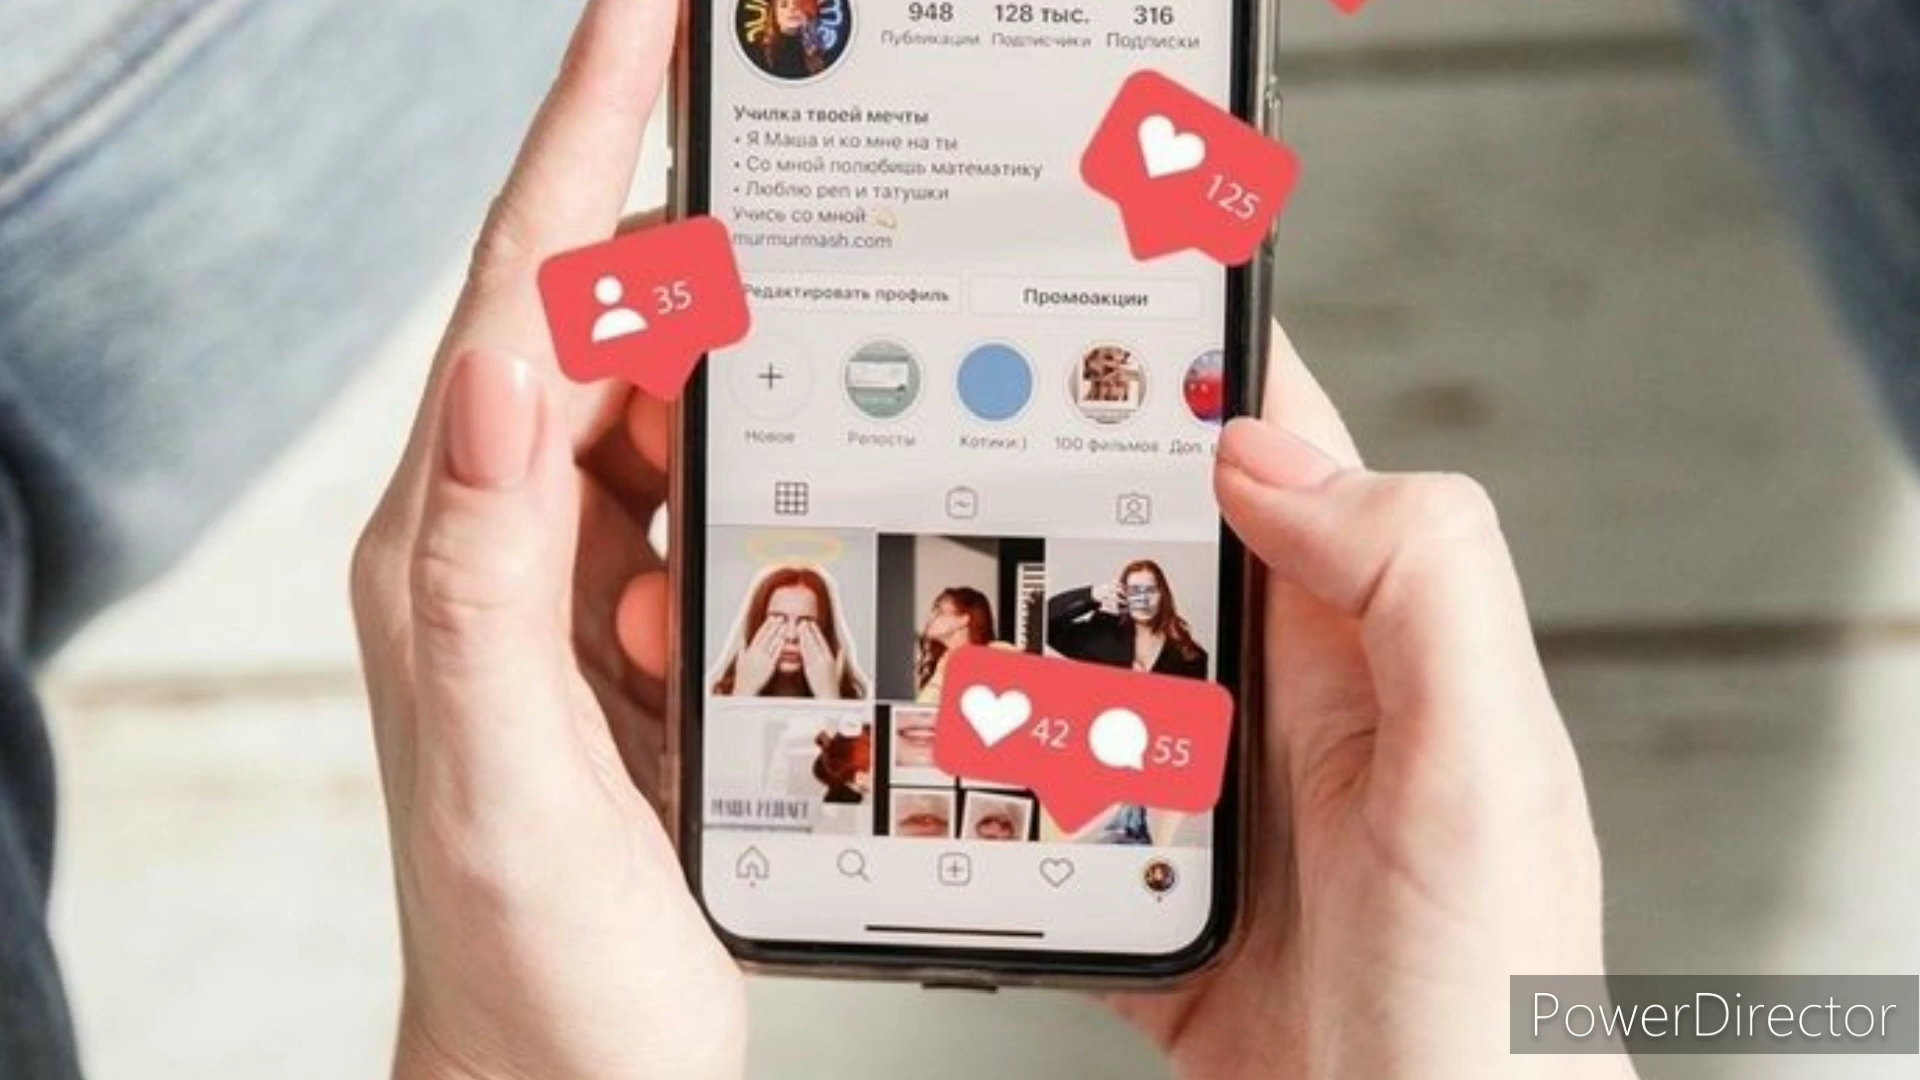 948 128 тыс. 316
Публикации Подписчики Подписки
Училка твоей мечты
• Я Маша и ко мне на ты
• Со мной полюбишь математику
• Люблю реп и татушки
Учись со мной 💫
murmurmash.com
125
35
Редактировать профиль Промоакции
Новое Репосты Котики:) 100 фильмов Доп.
42 55
PowerDirector